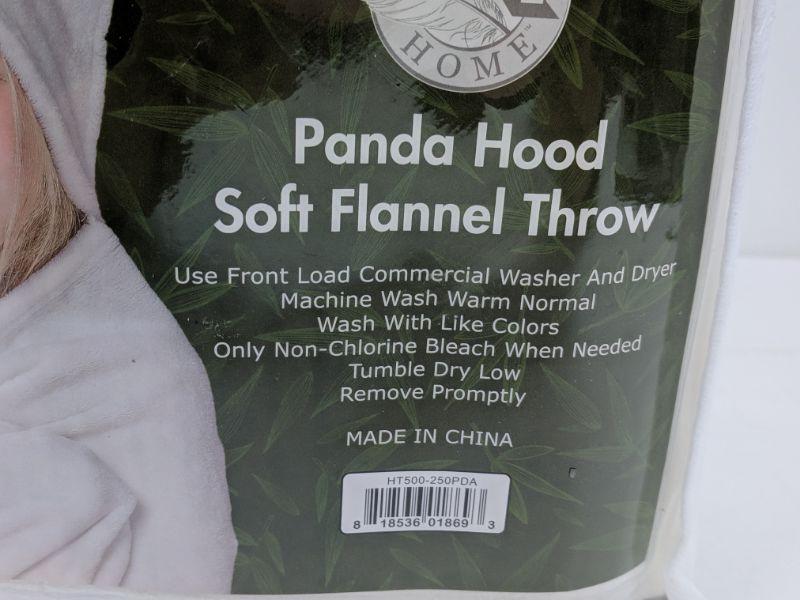 HOME™
Panda Hood
Soft Flannel Throw
Use Front Load Commercial Washer And Dryer
Machine Wash Warm Normal
Wash With Like Colors
Only Non-Chlorine Bleach When Needed
Tumble Dry Low
Remove Promptly
MADE IN CHINA
HT500-250PDA
8 18536 01869 3